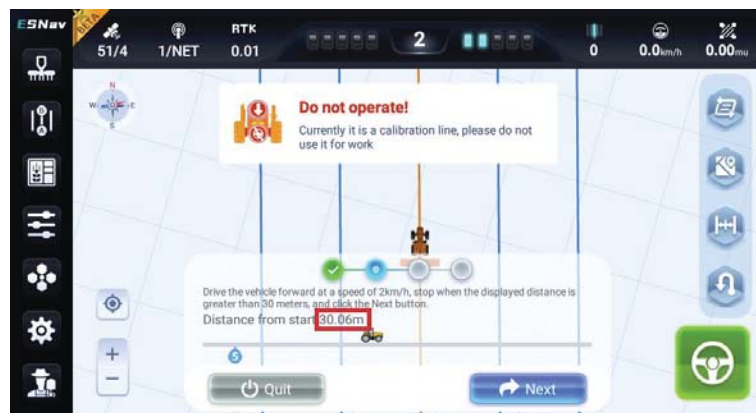 ESNav
BETA
51/4
1/NET
RTK
0.01
2
0
0.0km/h
0.00mu
N
W
E
S
Do not operate!
Currently it is a calibration line, please do not
use it for work
Drive the vehicle forward at a speed of 2km/h, stop when the displayed distance is
greater than 30 meters, and click the Next button.
Distance from start 30.06m
S
Quit
Next